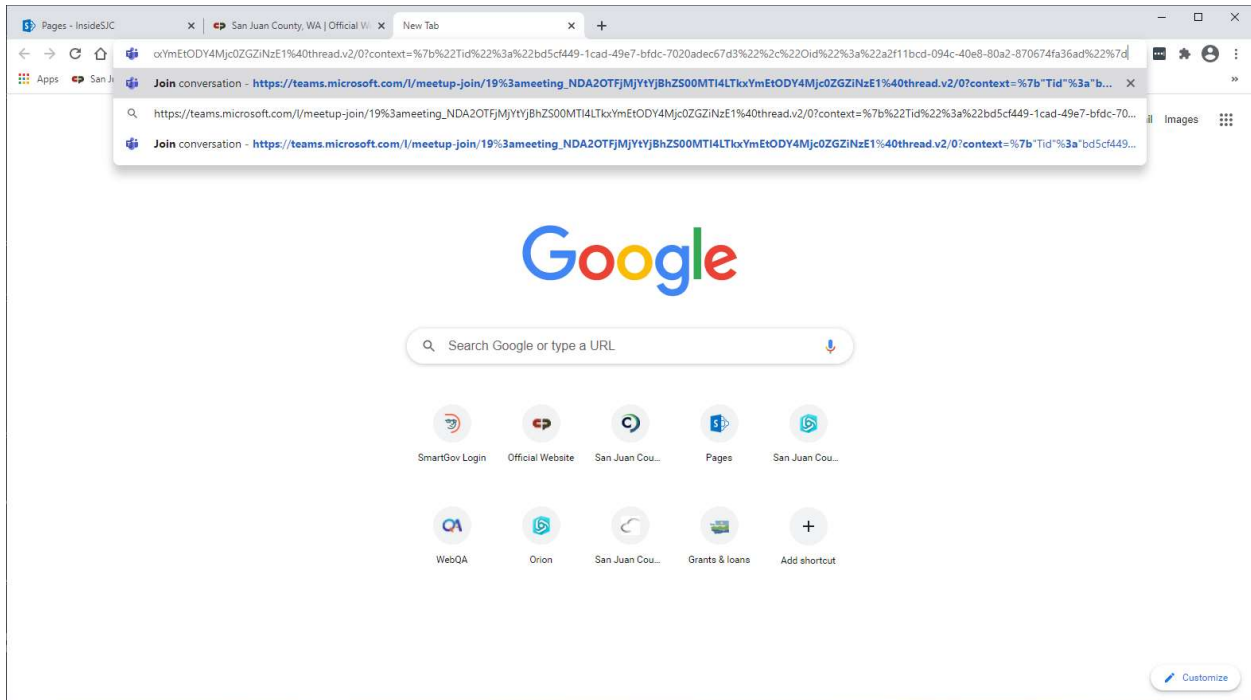 Pages - InsideSJC
San Juan County, WA | Official W
New Tab
xYmEtODY4Mjc0ZGZiNzE1%40thread.v2/0?context=%7b%22Tid%22%3a%22bd5cf449-1cad-49e7-bfdc-7020adec67d3%22%2c%22Oid%22%3a%22a2f11bcd-094c-40e8-80a2-870674fa36ad%22%7d
Apps San Ju
Join conversation - https://teams.microsoft.com/l/meetup-join/19%3ameeting_NDA2OTFjMjYtYjBhZS00MTI4LTkxYmEtODY4Mjc0ZGZiNzE1%40thread.v2/0?context=%7b"Tid"%3a"b...
https://teams.microsoft.com/l/meetup-join/19%3ameeting_NDA2OTFjMjYtYjBhZS00MTI4LTkxYmEtODY4Mjc0ZGZiNzE1%40thread.v2/0?context=%7b%22Tid%22%3a%22bd5cf449-1cad-49e7-bfdc-70...
Join conversation - https://teams.microsoft.com/l/meetup-join/19%3ameeting_NDA2OTFjMjYtYjBhZS00MTI4LTkxYmEtODY4Mjc0ZGZiNzE1%40thread.v2/0?context=%7b"Tid"%3a"bd5cf449...
il Images
Google
Search Google or type a URL
SmartGov Login Official Website San Juan Cou... Pages San Juan Cou...
WebQA Orion San Juan Cou... Grants & loans Add shortcut
Customize